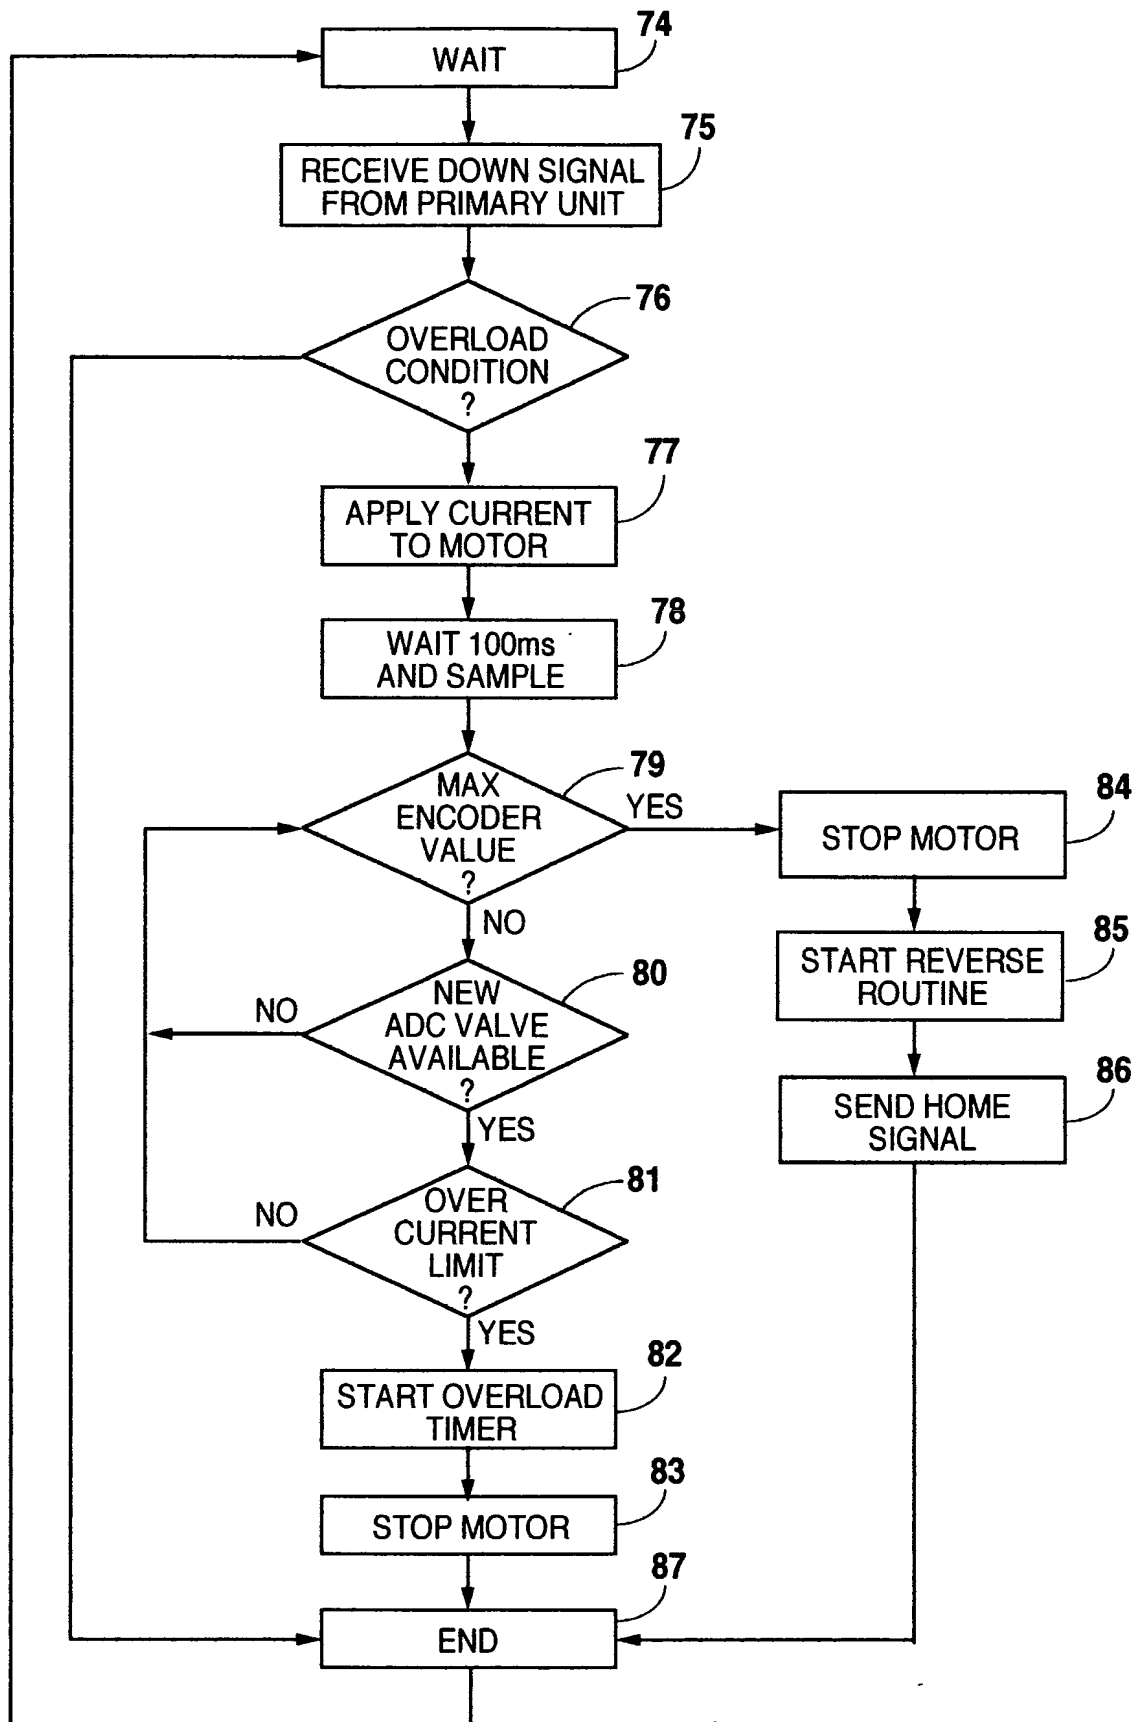 74
WAIT
75
RECEIVE DOWN SIGNAL
FROM PRIMARY UNIT
76
OVERLOAD
CONDITION
?
77
APPLY CURRENT
TO MOTOR
78
WAIT 100ms
AND SAMPLE
79
MAX
ENCODER
VALUE
?
YES
84
STOP MOTOR
NO
85
START REVERSE
ROUTINE
80
NEW
ADC VALVE
AVAILABLE
?
NO
86
SEND HOME
SIGNAL
YES
81
OVER
CURRENT
LIMIT
?
NO
YES
82
START OVERLOAD
TIMER
83
STOP MOTOR
87
END